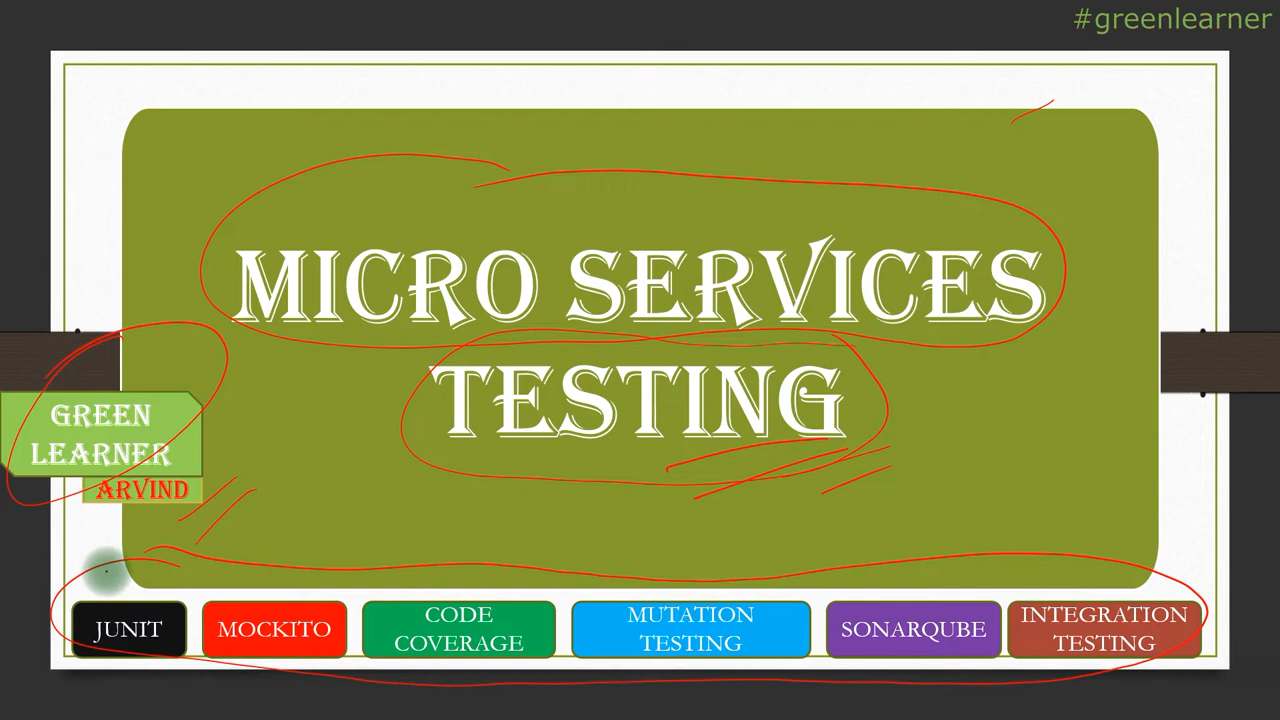 #greenlearner
MICRO SERVICES
TESTING
GREEN
LEARNER
ARVIND
JUNIT
MOCKITO
CODE
COVERAGE
MUTATION
TESTING
SONARQUBE
INTEGRATION
TESTING